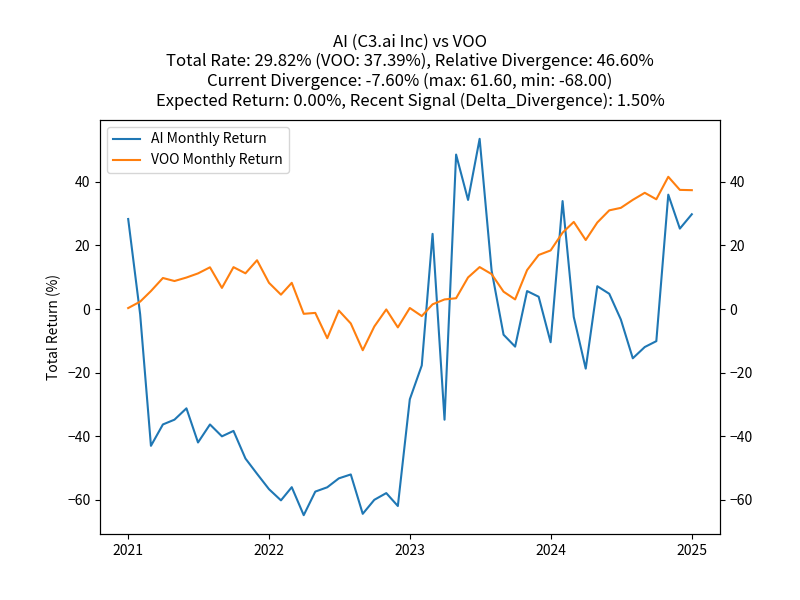 AI (C3.ai Inc) vs VOO
Total Rate: 29.82% (VOO: 37.39%), Relative Divergence: 46.60%
Current Divergence: -7.60% (max: 61.60, min: -68.00)
Expected Return: 0.00%, Recent Signal (Delta_Divergence): 1.50%
AI Monthly Return
VOO Monthly Return
Total Return (%)
40
20
0
−20
−40
−60
40
20
0
−20
−40
−60
2021 2022 2023 2024 2025